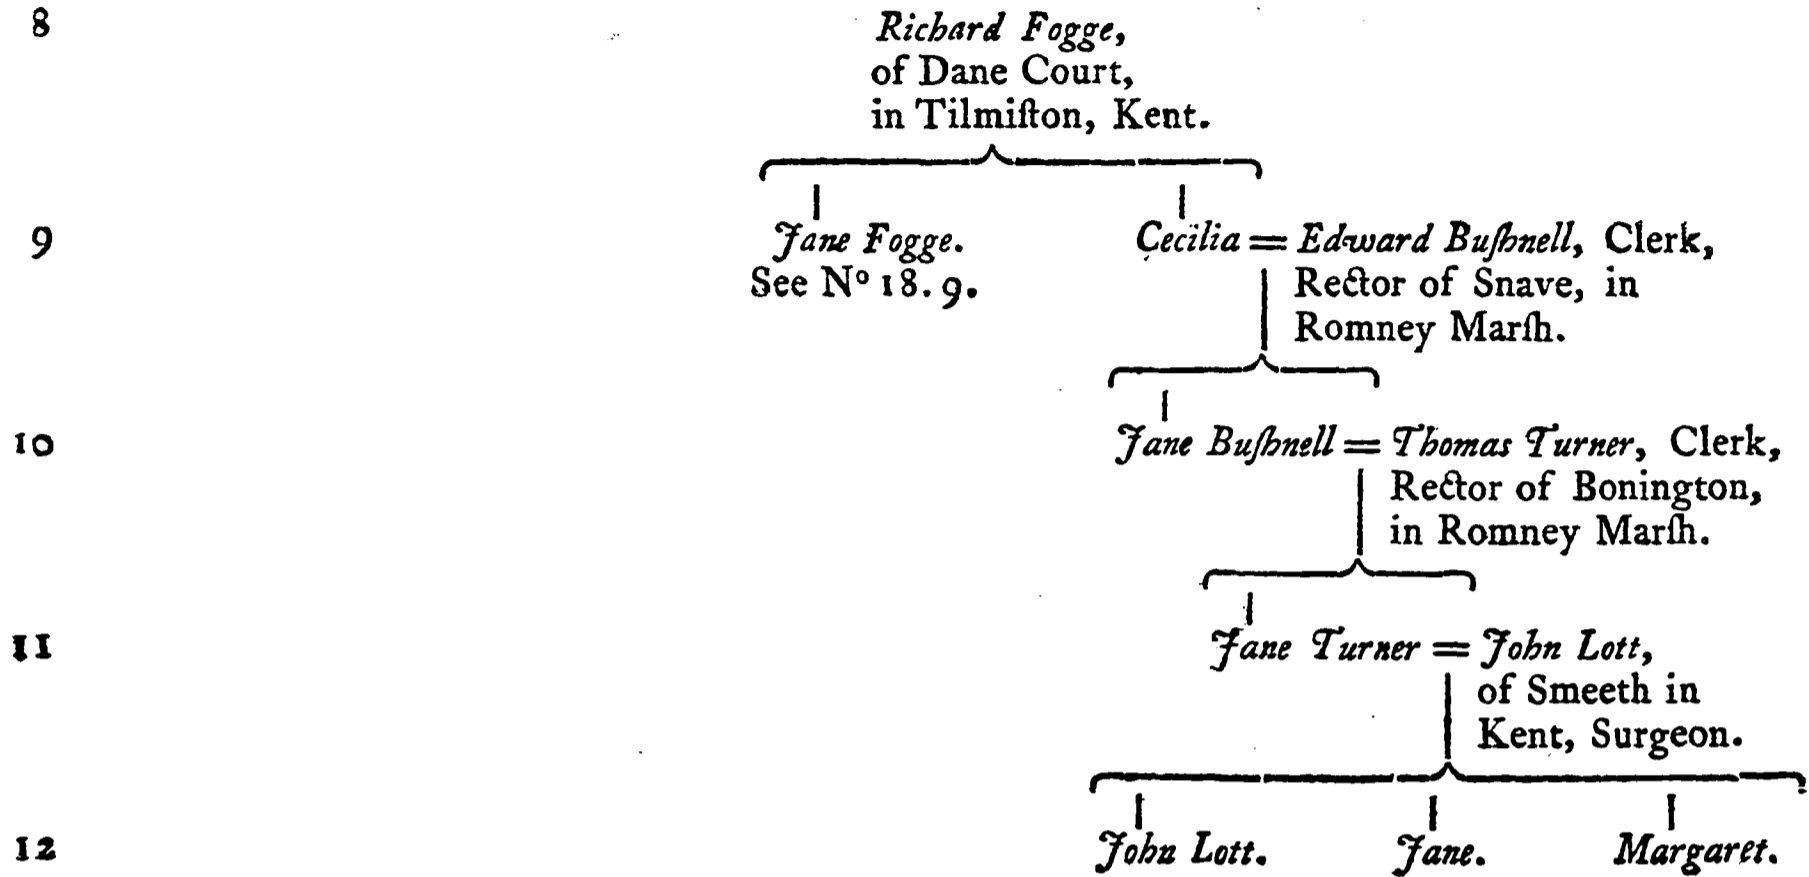 8 Richard Fogge,
of Dane Court,
in Tilmiſton, Kent.
9 Jane Fogge. Cecilia = Edward Buſhnell, Clerk,
See Nº 18. 9. Rector of Snave, in
Romney Marſh.
10 Jane Buſhnell = Thomas Turner, Clerk,
Rector of Bonington,
in Romney Marſh.
11 Jane Turner = John Lott,
of Smeeth in
Kent, Surgeon.
12 John Lott. Jane. Margaret.